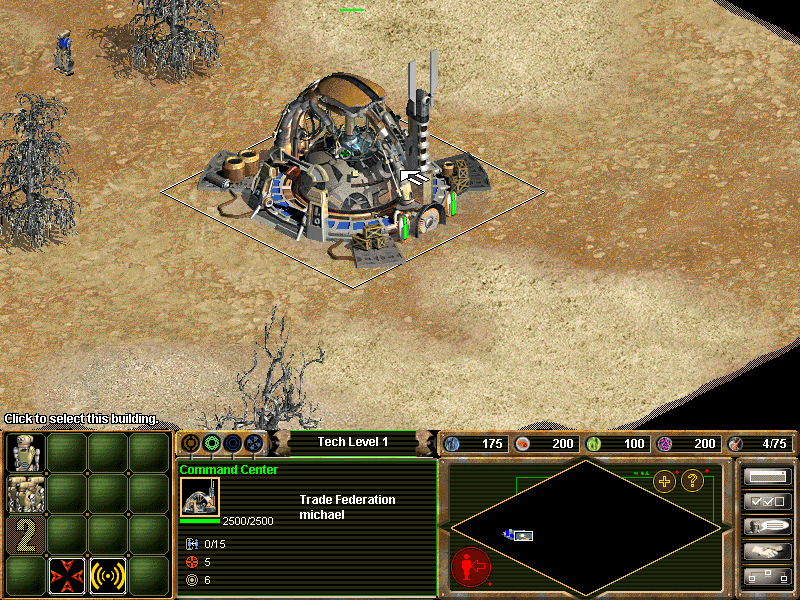 Click to select this building.
Tech Level 1
175
200
100
200
4/75
Command Center
2500/2500
Trade Federation
michael
0/15
5
6
2
?